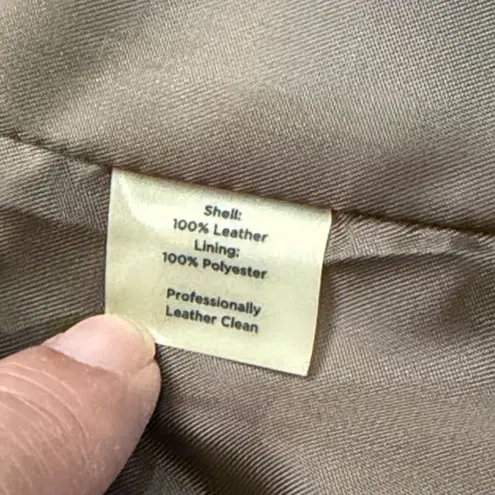 Shell:
100% Leather
Lining:
100% Polyester
Professionally
Leather Clean